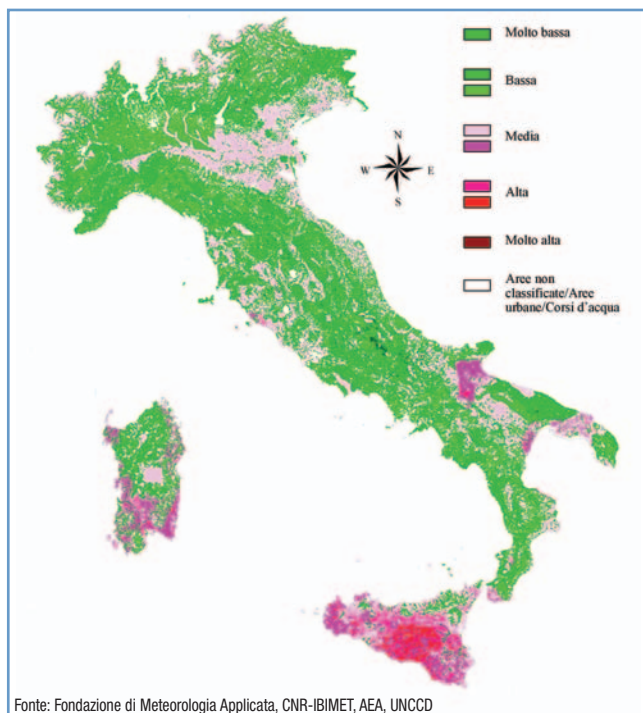 Molto bassa
Bassa
Media
N
W E
S
Alta
Molto alta
Aree non
classificate/Aree
urbane/Corsi d'acqua
Fonte: Fondazione di Meteorologia Applicata, CNR-IBIMET, AEA, UNCCD